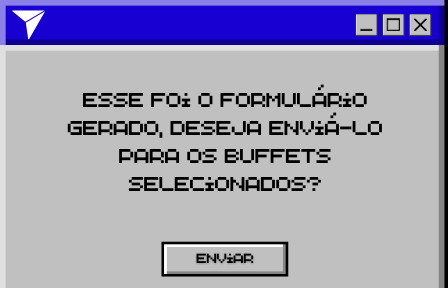 ESSE FOi O FORMULÁRiO
GERADO, DESEJA ENViÁ-LO
PARA OS BUFFETS
SELECiONADOS?
ENViAR